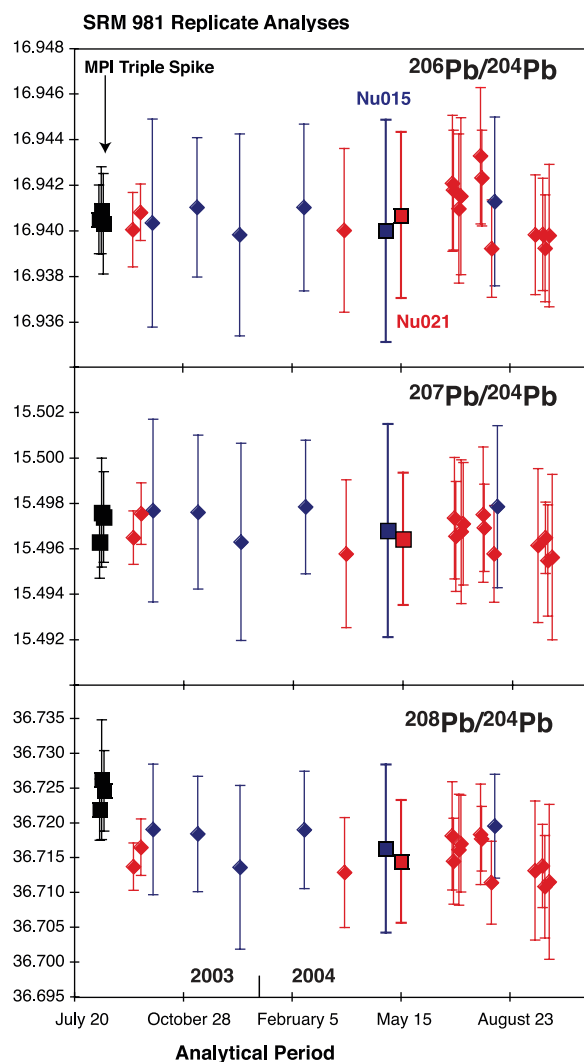 SRM 981 Replicate Analyses
16.948
16.946
16.944
16.942
16.940
16.938
16.936
MPI Triple Spike
²⁰⁶Pb/²⁰⁴Pb
Nu015
Nu021
15.502
15.500
15.498
15.496
15.494
15.492
²⁰⁷Pb/²⁰⁴Pb
36.735
36.730
36.725
36.720
36.715
36.710
36.705
36.700
36.695
²⁰⁸Pb/²⁰⁴Pb
2003 2004
July 20 October 28 February 5 May 15 August 23
Analytical Period